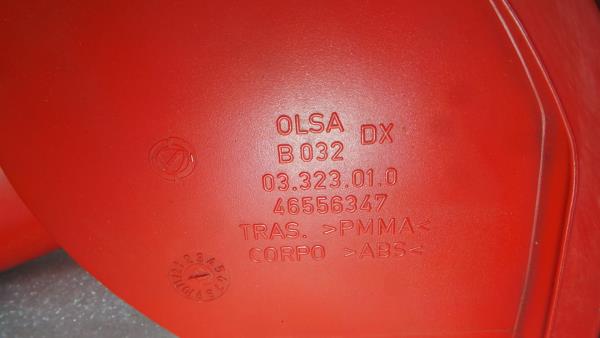 OLSA DX
B 032
03.323.01.0
46556347
TRAS. >PMMA<
CORPO >ABS<